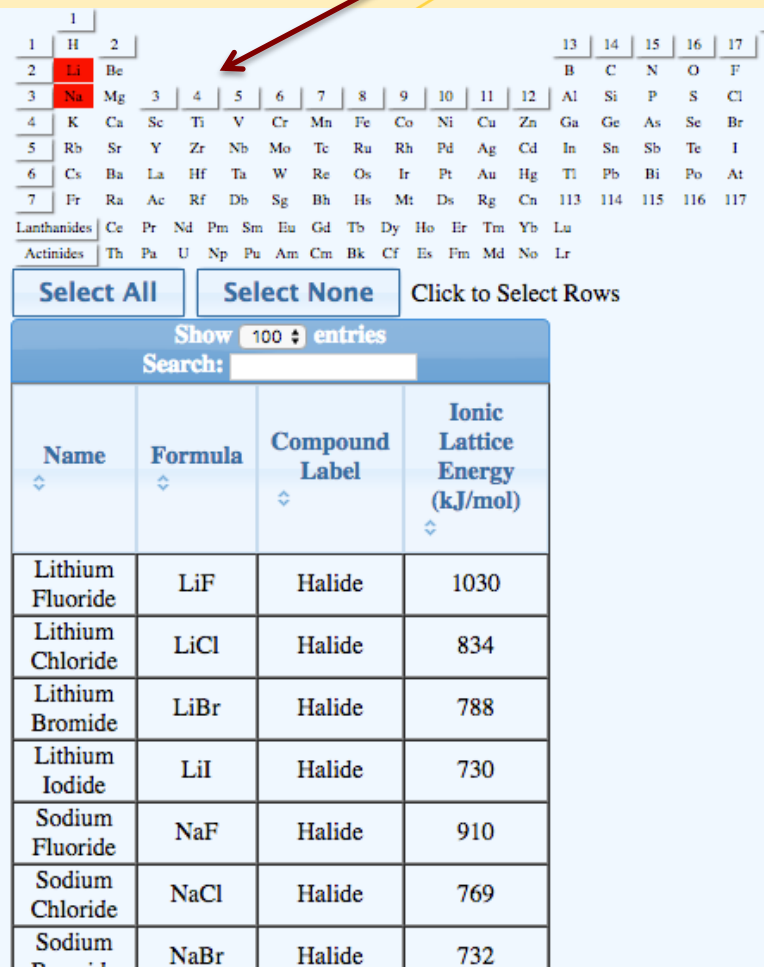 1
1 H 2 13 14 15 16 17
2 Li Be B C N O F
3 Na Mg 3 4 5 6 7 8 9 10 11 12 Al Si P S Cl
4 K Ca Sc Ti V Cr Mn Fe Co Ni Cu Zn Ga Ge As Se Br
5 Rb Sr Y Zr Nb Mo Tc Ru Rh Pd Ag Cd In Sn Sb Te I
6 Cs Ba La Hf Ta W Re Os Ir Pt Au Hg Tl Pb Bi Po At
7 Fr Ra Ac Rf Db Sg Bh Hs Mt Ds Rg Cn 113 114 115 116 117
Lanthanides Ce Pr Nd Pm Sm Eu Gd Tb Dy Ho Er Tm Yb Lu
Actinides Th Pa U Np Pu Am Cm Bk Cf Es Fm Md No Lr
Select All Select None Click to Select Rows
Show 100 entries
Search:
Name Formula Compound Label Ionic Lattice Energy (kJ/mol)
Lithium Fluoride LiF Halide 1030
Lithium Chloride LiCl Halide 834
Lithium Bromide LiBr Halide 788
Lithium Iodide LiI Halide 730
Sodium Fluoride NaF Halide 910
Sodium Chloride NaCl Halide 769
Sodium NaBr Halide 732